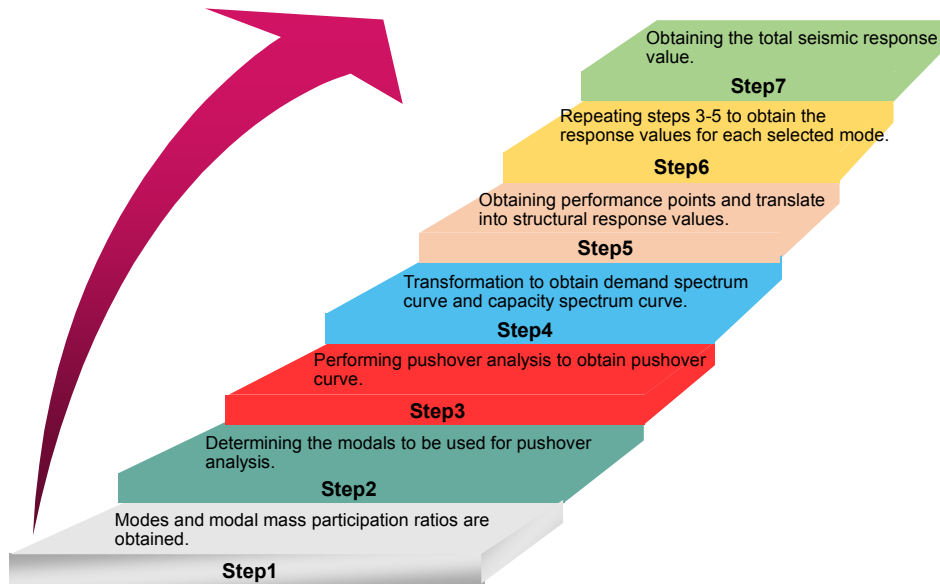 Obtaining the total seismic response
value.
Step7
Repeating steps 3-5 to obtain the
response values for each selected mode.
Step6
Obtaining performance points and translate
into structural response values.
Step5
Transformation to obtain demand spectrum
curve and capacity spectrum curve.
Step4
Performing pushover analysis to obtain pushover
curve.
Step3
Determining the modals to be used for pushover
analysis.
Step2
Modes and modal mass participation ratios are
obtained.
Step1